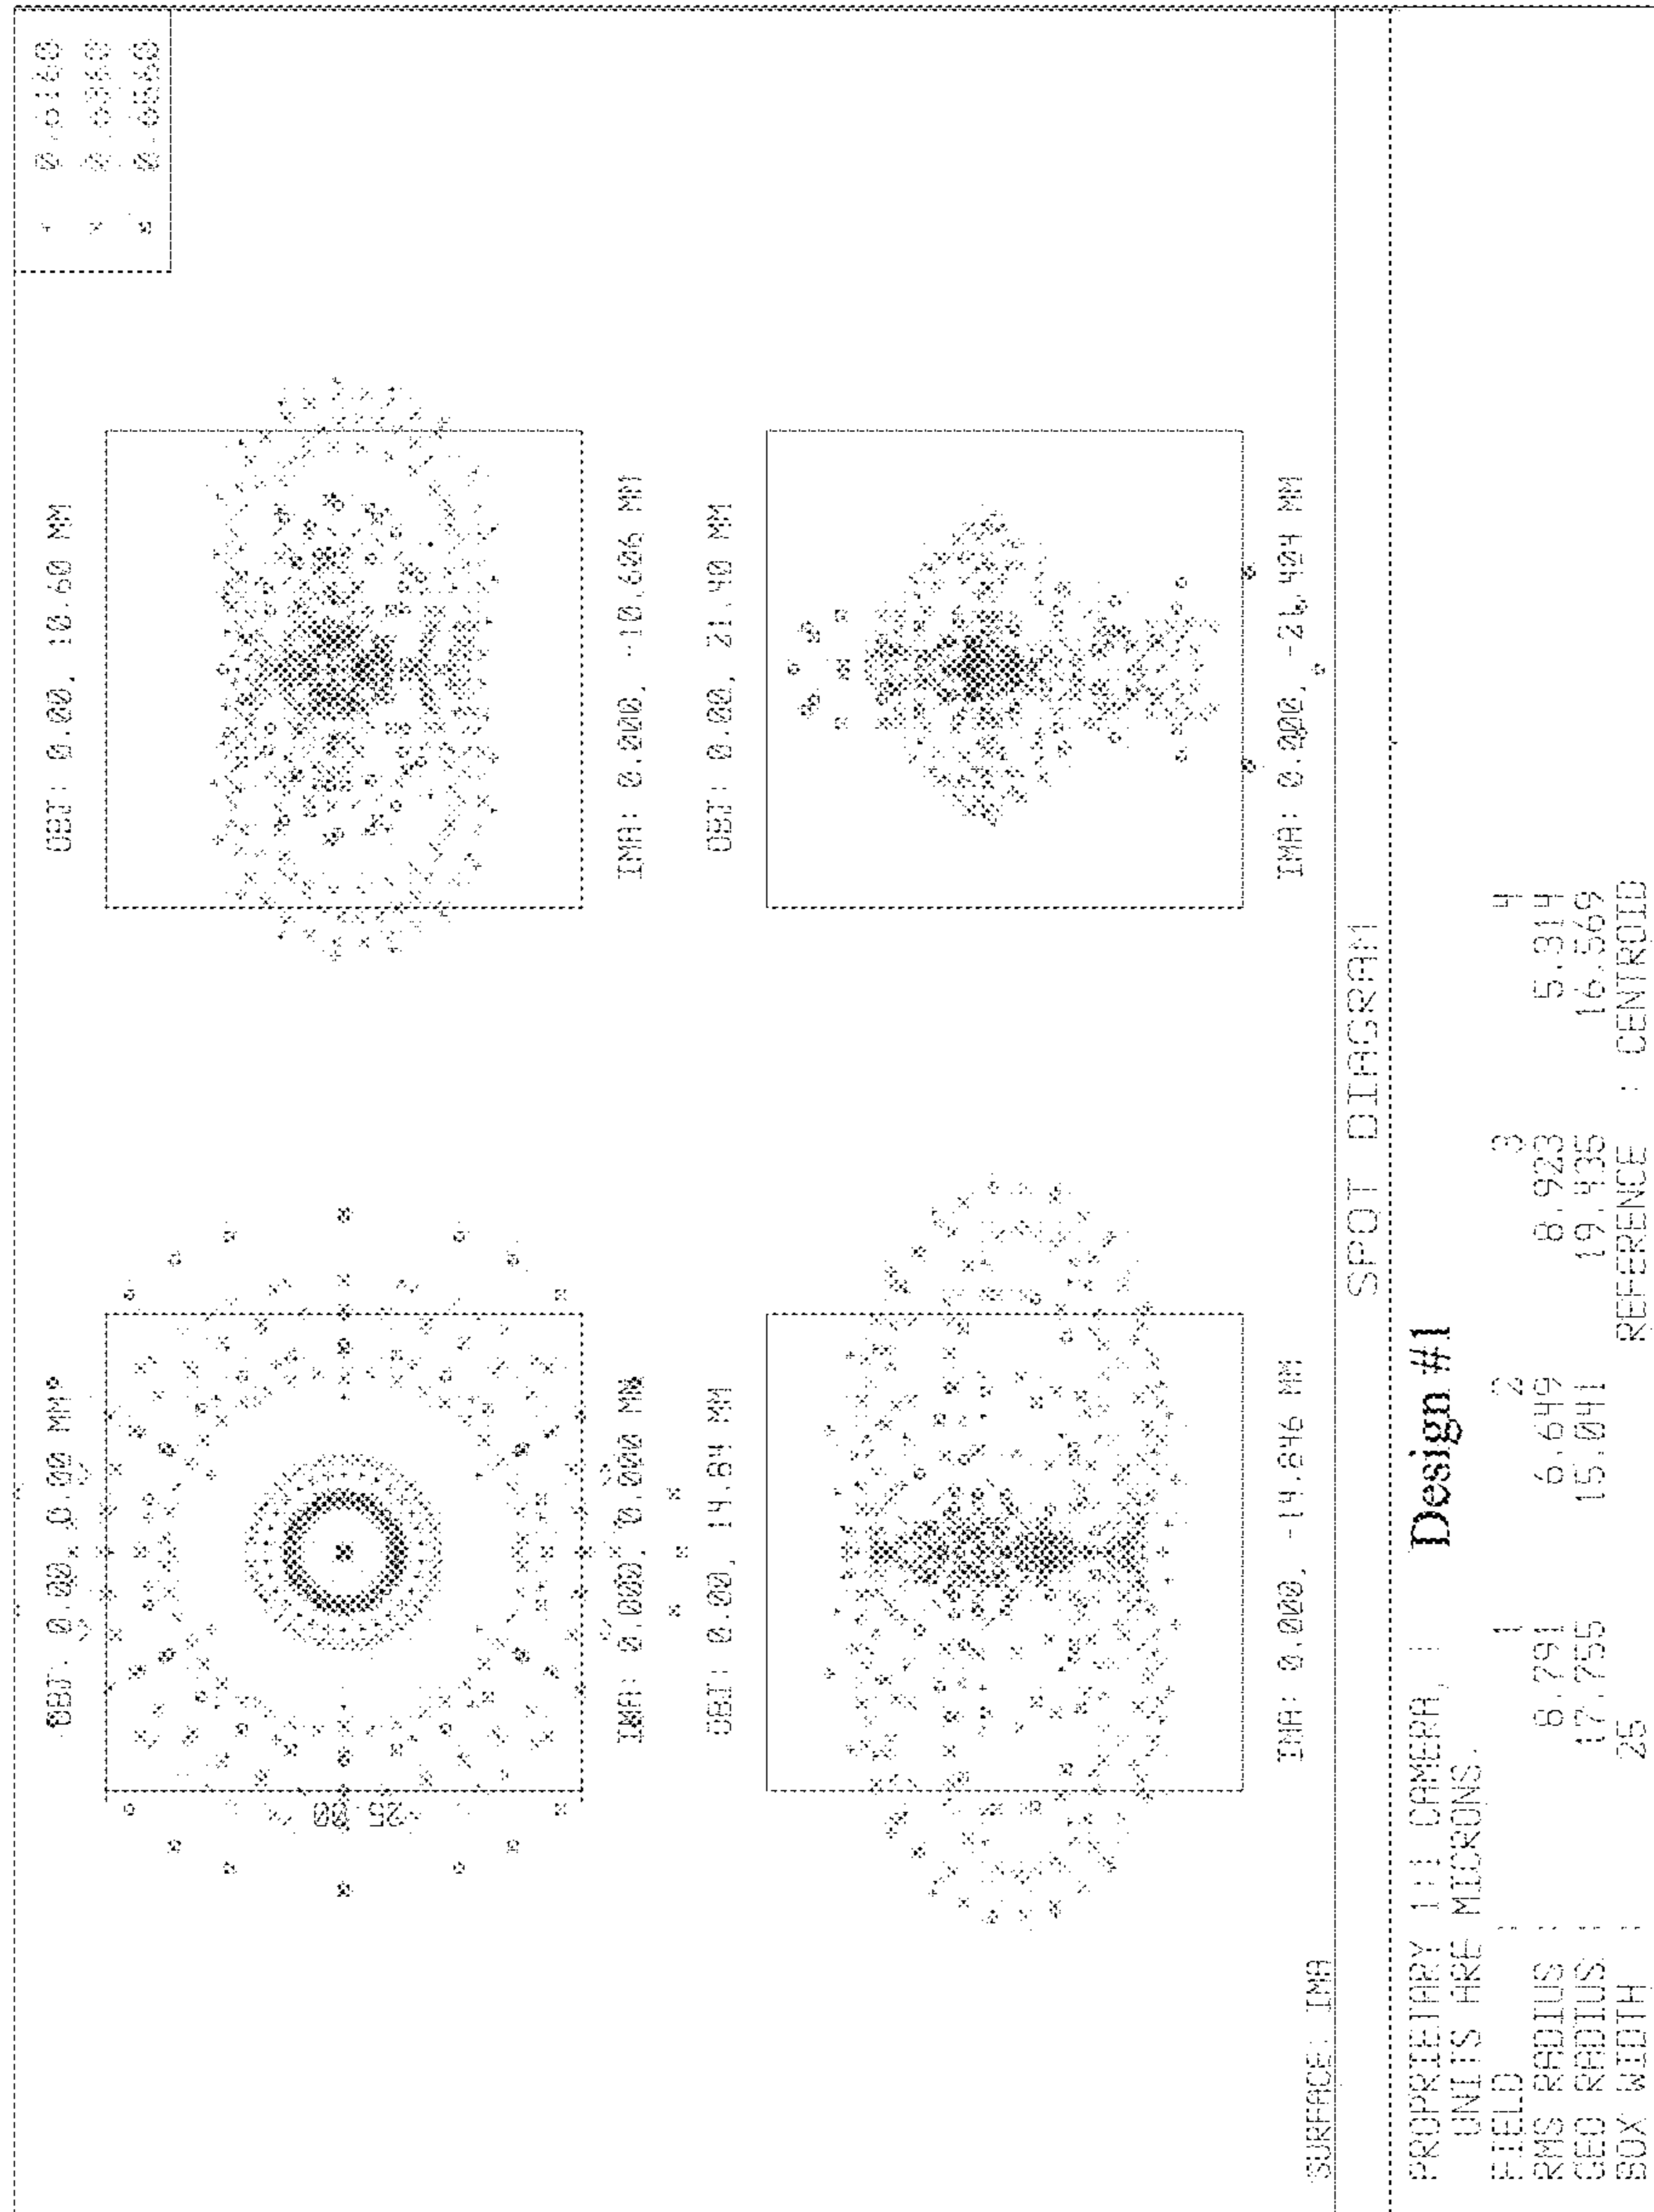 + 0.6160
× 0.6360
0.6560
OBJ: 0.00, 0.00 MM
OBJ: 0.00, 10.60 MM
25.00
IMA: 0.000, 0.000 MM
IMA: 0.000, -10.606 MM
OBJ: 0.00, 14.84 MM
OBJ: 0.00, 21.40 MM
IMA: 0.000, -14.846 MM
IMA: 0.000, -21.404 MM
SURFACE: IMA
SPOT DIAGRAM
PROPRIETARY 1:1 CAMERA,
Design #1
UNITS ARE MICRONS.
FIELD : 1 2 3 4
RMS RADIUS : 8.791 6.649 8.923 5.314
GEO RADIUS : 17.755 15.041 19.435 16.569
BOX WIDTH : 25 REFERENCE : CENTROID